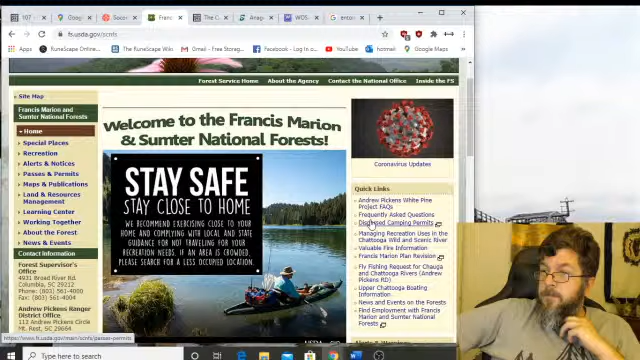 107
Goog
Socor
Franc
The C
Anag
WDS-
enton
fs.usda.gov/scnfs
Apps
RuneScape Online...
The RuneScape Wiki
Gmail - Free Storag...
Facebook - Log In o...
YouTube
hotmail
Google Maps
Forest Service Home
About the Agency
Contact the National Office
Inside the FS
Site Map
Francis Marion and
Sumter National Forests
Home
Special Places
Recreation
Alerts & Notices
Passes & Permits
Maps & Publications
Land & Resources
Management
Learning Center
Working Together
About the Forest
News & Events
Contact Information
Forest Supervisor's
Office
4931 Broad River Rd.
Columbia, SC 29212
Phone: (803) 561-4000
Fax: (803) 561-4004
Andrew Pickens Ranger
District Office
112 Andrew Pickens Circle
Mt. Rest, SC 29664
Welcome to the Francis Marion
& Sumter National Forests!
STAY SAFE
STAY CLOSE TO HOME
WE RECOMMEND EXERCISING CLOSE TO YOUR
HOME AND COMPLYING WITH LOCAL AND STATE
GUIDANCE FOR NOT TRAVELING FOR YOUR
RECREATION NEEDS. IF AN AREA IS CROWDED,
PLEASE SEARCH FOR A LESS OCCUPIED LOCATION.
Coronavirus Updates
Quick Links
Andrew Pickens White Pine
Project FAQs
Frequently Asked Questions
Dispersed Camping Permits
Managing Recreation Uses in the
Chattooga Wild and Scenic River
Valuable Fire Information
Francis Marion Plan Revision
Fly Fishing Request for Chauga
and Chattooga Rivers (Andrew
Pickens RD)
Upper Chattooga Boating
Information
News and Events on the Forests
Find Employment with Francis
Marion and Sumter National
Forests
https://www.fs.usda.gov/main/scnfs/passes-permits
Type here to search